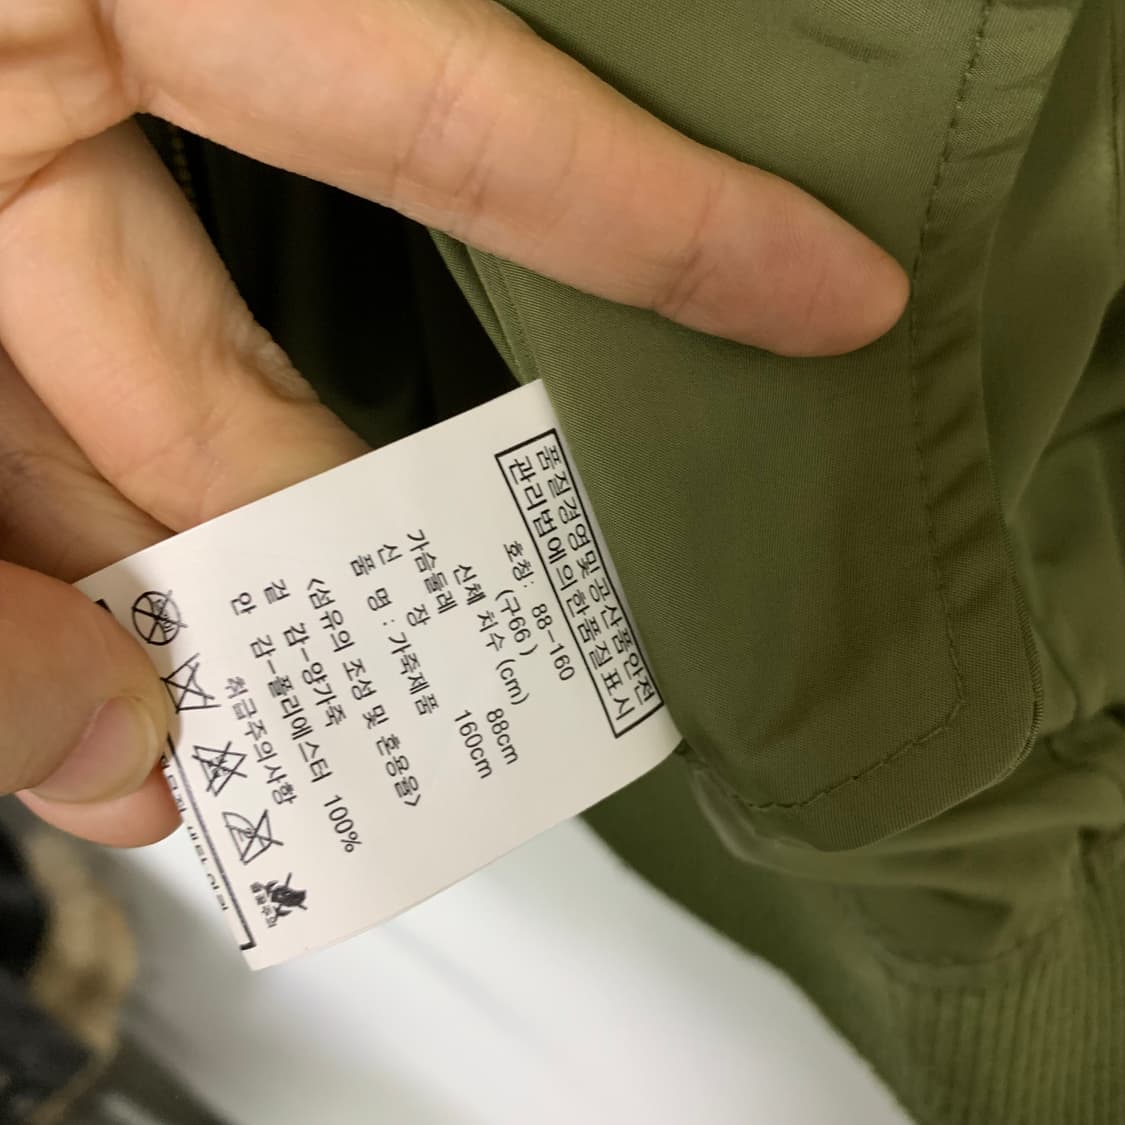 품질경영및공산품안전
관리법에의한품질표시
호칭: 88-160
(구66)
신체 치수 (cm)
가슴둘레 88cm
신 장 160cm
품 명 : 가죽제품
<섬유의 조성 및 혼용율>
겉 감-양가죽
안 감-폴리에스터 100%
취급주의사항